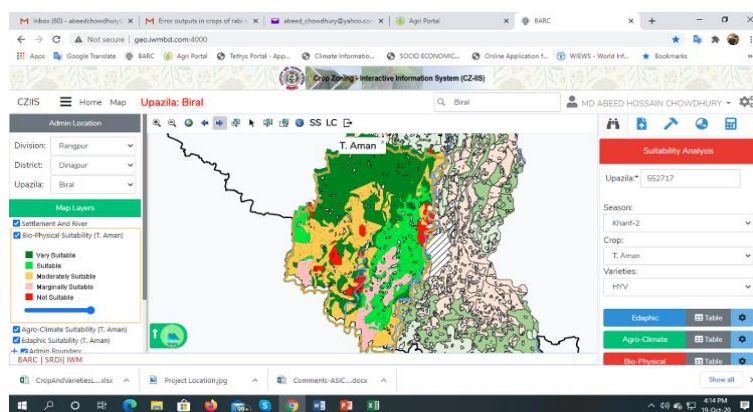 Inbox (60) - abeedchowdhury( Error outputs in crops of rabi s abeed_chowdhury@yahoo.com Agri Portal BARC
Not secure geo.iwmbd.com:4000
Apps Google Translate BARC Agri Portal Tethys Portal - App... Climate Informatio... SOCIO ECONOMIC... Online Application f... WIEWS - World Inf... Bookmarks
Crop Zoning - Interactive Information System (CZ-IIS)
CZIIS Home Map Upazila: Biral Biral MD ABEED HOSSAIN CHOWDHURY
Admin Location
Division: Rangpur
District: Dinajpur
Upazila: Biral
Map Layers
Settlement And River
Bio-Physical Suitability (T. Aman)
Very Suitable
Suitable
Moderately Suitable
Marginally Suitable
Not Suitable
Agro-Climate Suitability (T. Aman)
Edaphic Suitability (T. Aman)
Admin Boundary
BARC | SRDI| IWM
SS LC
T. Aman
Suitability Analysis
Upazila:* 552717
Season:
Kharif-2
Crop:
T. Aman
Varieties:
HYV
Edaphic Table
Agro-Climate Table
Bio-Physical Table
CropAndVarietiesL....xlsx Project Location.jpg Comments-ASIC....docx Show all
4:14 PM
19-Oct-20